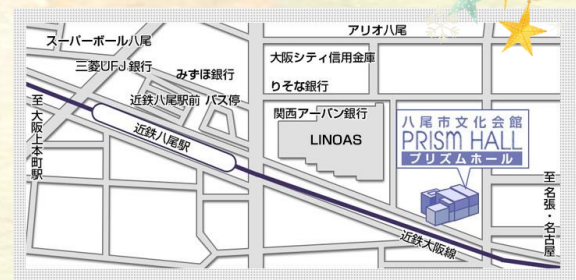 アリオ八尾
スーパーボール八尾
大阪シティ信用金庫
三菱UFJ銀行
みずほ銀行
りそな銀行
至大阪上本町駅
近鉄八尾駅前 バス停
関西アーバン銀行
八尾市文化会館
PRISM HALL
プリズムホール
近鉄八尾駅
LINOAS
至名張・名古屋
近鉄大阪線